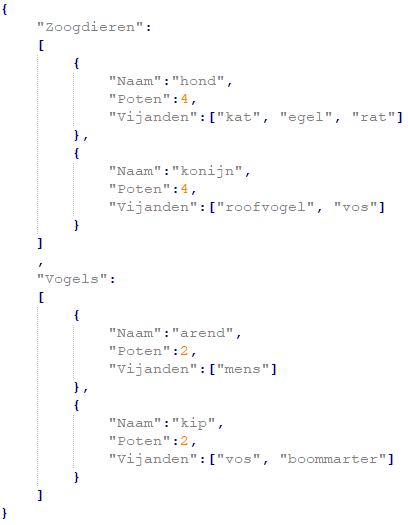 {
"Zoogdieren":
[
{
"Naam":"hond",
"Poten":4,
"Vijanden":["kat", "egel", "rat"]
},
{
"Naam":"konijn",
"Poten":4,
"Vijanden":["roofvogel", "vos"]
}
]
,
"Vogels":
[
{
"Naam":"arend",
"Poten":2,
"Vijanden":["mens"]
},
{
"Naam":"kip",
"Poten":2,
"Vijanden":["vos", "boommarter"]
}
]
}